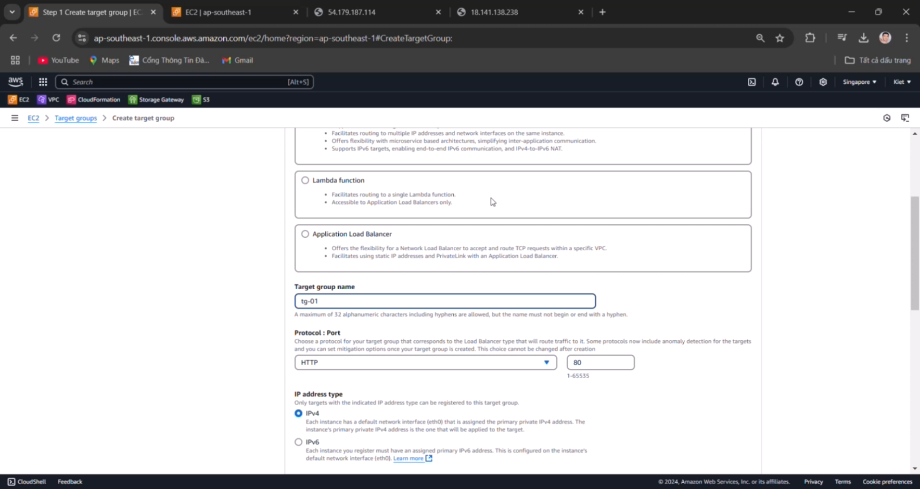 Step 1 Create target group | EC
EC2 | ap-southeast-1
54.179.187.114
18.141.138.238
ap-southeast-1.console.aws.amazon.com/ec2/home?region=ap-southeast-1#CreateTargetGroup:
YouTube
Maps
Cổng Thông Tin Đà...
Gmail
Tất cả dấu trang
aws
Search
[Alt+S]
Singapore
Kiet
EC2
VPC
CloudFormation
Storage Gateway
S3
EC2 > Target groups > Create target group
Facilitates routing to multiple IP addresses and network interfaces on the same instance.
Offers flexibility with microservice based architectures, simplifying inter-application communication.
Supports IPv6 targets, enabling end-to-end IPv6 communication, and IPv4-to-IPv6 NAT.
Lambda function
Facilitates routing to a single Lambda function.
Accessible to Application Load Balancers only.
Application Load Balancer
Offers the flexibility for a Network Load Balancer to accept and route TCP requests within a specific VPC.
Facilitates using static IP addresses and PrivateLink with an Application Load Balancer.
Target group name
tg-01
A maximum of 32 alphanumeric characters including hyphens are allowed, but the name must not begin or end with a hyphen.
Protocol : Port
Choose a protocol for your target group that corresponds to the Load Balancer type that will route traffic to it. Some protocols now include anomaly detection for the targets
and you can set mitigation options once your target group is created. This choice cannot be changed after creation
HTTP
80
1-65535
IP address type
Only targets with the indicated IP address type can be registered to this target group.
IPv4
Each instance has a default network interface (eth0) that is assigned the primary private IPv4 address. The
instance's primary private IPv4 address is the one that will be applied to the target.
IPv6
Each instance you register must have an assigned primary IPv6 address. This is configured on the instance's
default network interface (eth0). Learn more
CloudShell
Feedback
© 2024, Amazon Web Services, Inc. or its affiliates.
Privacy
Terms
Cookie preferences